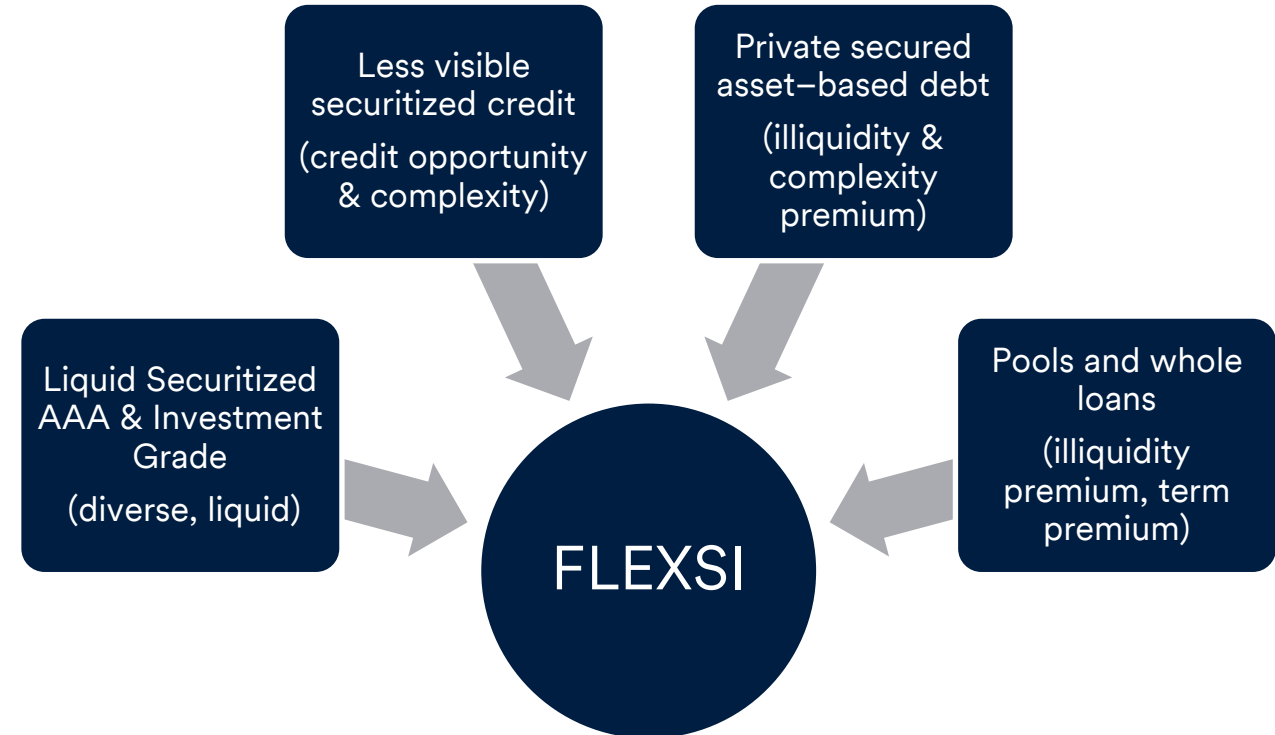 Less visible
securitized credit
(credit opportunity
& complexity)
Private secured
asset–based debt
(illiquidity &
complexity
premium)
Liquid Securitized
AAA & Investment
Grade
(diverse, liquid)
Pools and whole
loans
(illiquidity
premium, term
premium)
FLEXSI